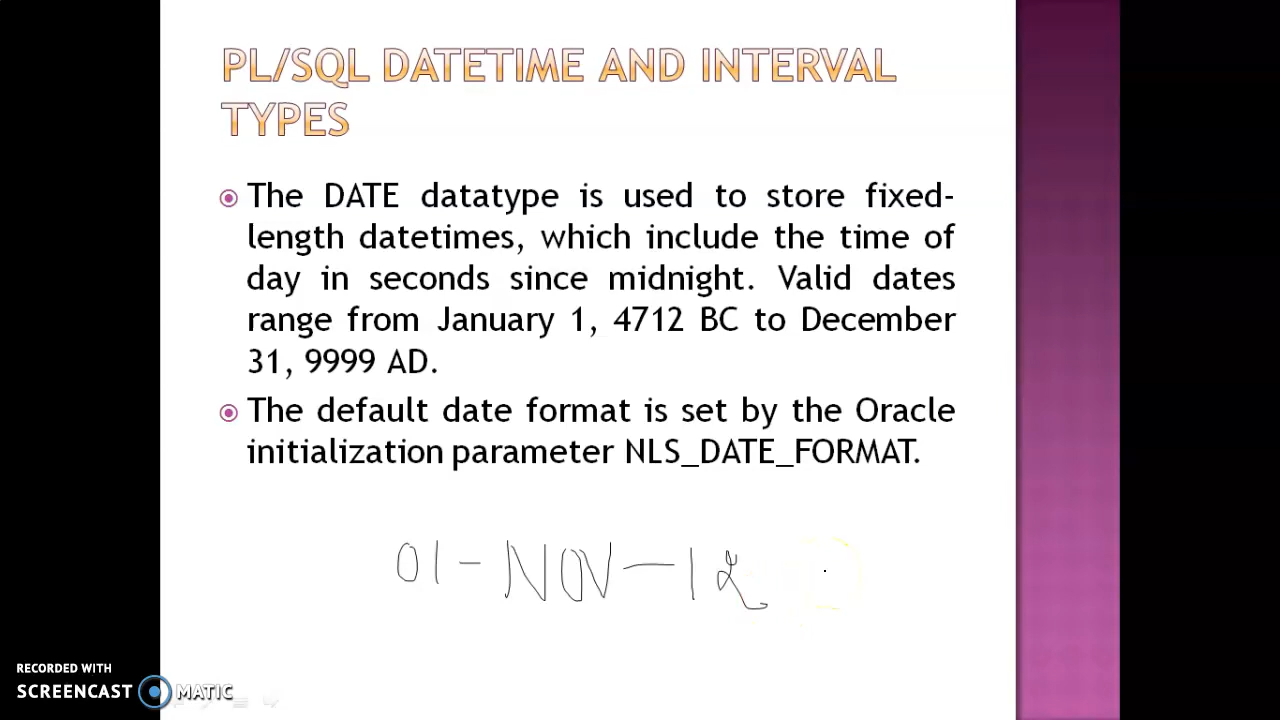 PL/SQL DATETIME AND INTERVAL
TYPES
The DATE datatype is used to store fixed-
length datetimes, which include the time of
day in seconds since midnight. Valid dates
range from January 1, 4712 BC to December
31, 9999 AD.
The default date format is set by the Oracle
initialization parameter NLS_DATE_FORMAT.
01-NOV-12
RECORDED WITH
SCREENCAST MATIC